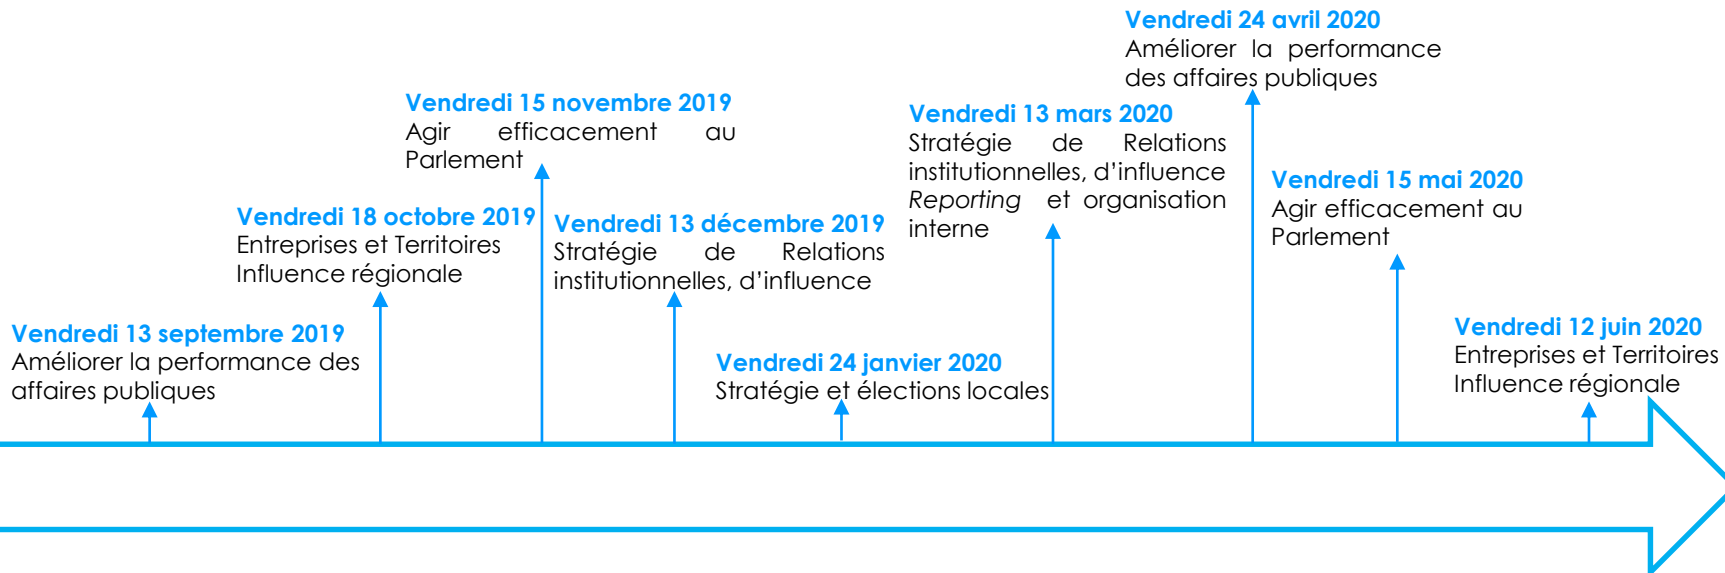 Vendredi 13 septembre 2019
Améliorer la performance des
affaires publiques
Vendredi 18 octobre 2019
Entreprises et Territoires
Influence régionale
Vendredi 15 novembre 2019
Agir efficacement au
Parlement
Vendredi 13 décembre 2019
Stratégie de Relations
institutionnelles, d’influence
Vendredi 24 janvier 2020
Stratégie et élections locales
Vendredi 13 mars 2020
Stratégie de Relations
institutionnelles, d’influence
Reporting et organisation
interne
Vendredi 24 avril 2020
Améliorer la performance
des affaires publiques
Vendredi 15 mai 2020
Agir efficacement au
Parlement
Vendredi 12 juin 2020
Entreprises et Territoires
Influence régionale